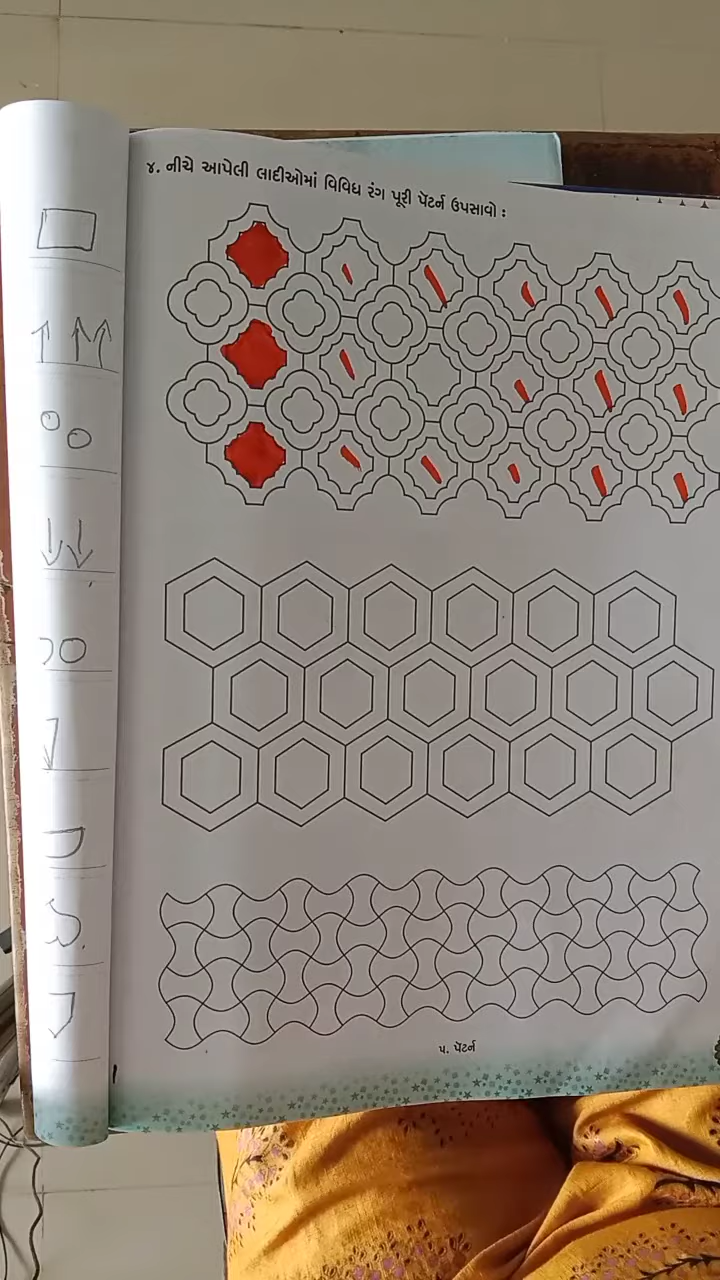 ૪. નીચે આપેલી લાદીઓમાં વિવિધ રંગ પૂરી પૅટર્ન ઉપસાવો :
૫. પૅટર્ન